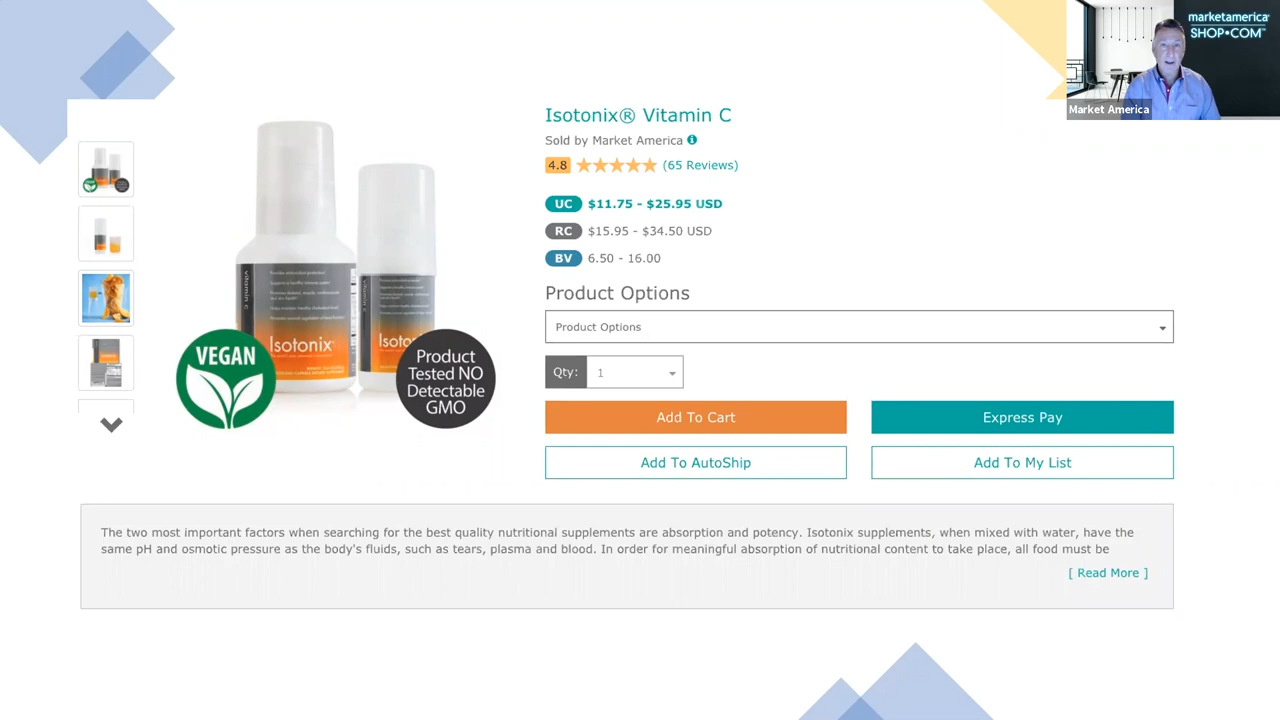 marketamerica
SHOP•COM™
Market America
Isotonix® Vitamin C
Sold by Market America
4.8 (65 Reviews)
UC $11.75 - $25.95 USD
RC $15.95 - $34.50 USD
BV 6.50 - 16.00
Product Options
Product Options
Qty: 1
Add To Cart
Express Pay
Add To AutoShip
Add To My List
vitamin c
Isotonix
VEGAN
Product
Tested NO
Detectable
GMO
The two most important factors when searching for the best quality nutritional supplements are absorption and potency. Isotonix supplements, when mixed with water, have the
same pH and osmotic pressure as the body's fluids, such as tears, plasma and blood. In order for meaningful absorption of nutritional content to take place, all food must be
[ Read More ]